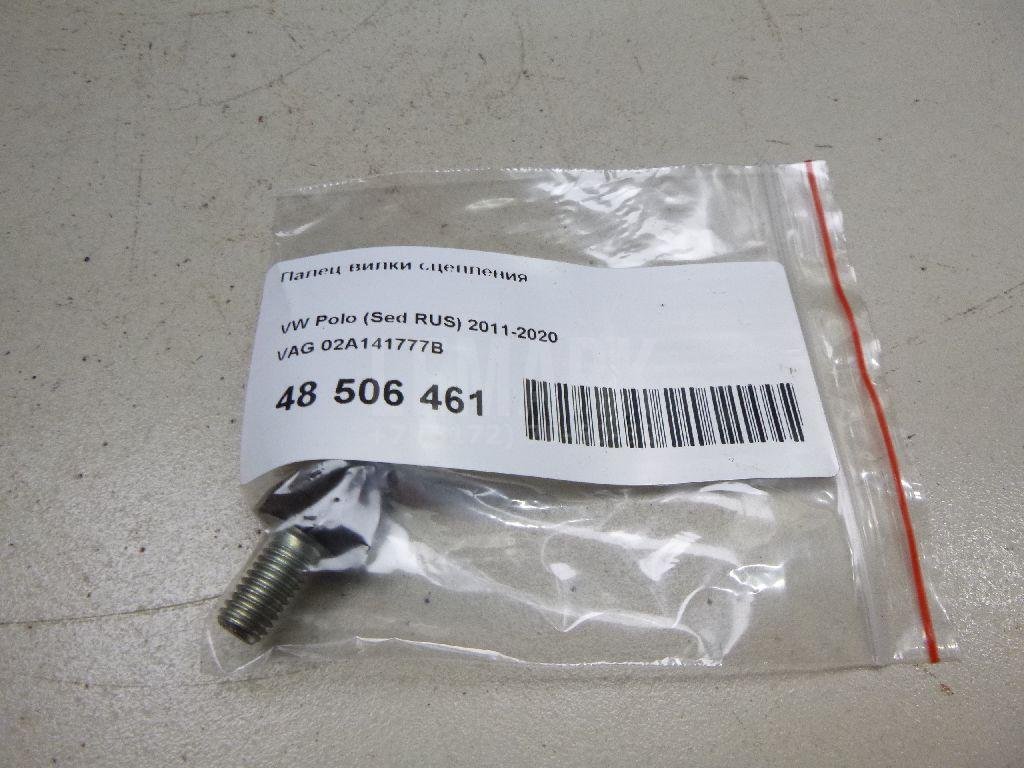 Палец вилки сцепления
VW Polo (Sed RUS) 2011-2020
VAG 02A141777B
48 506 461